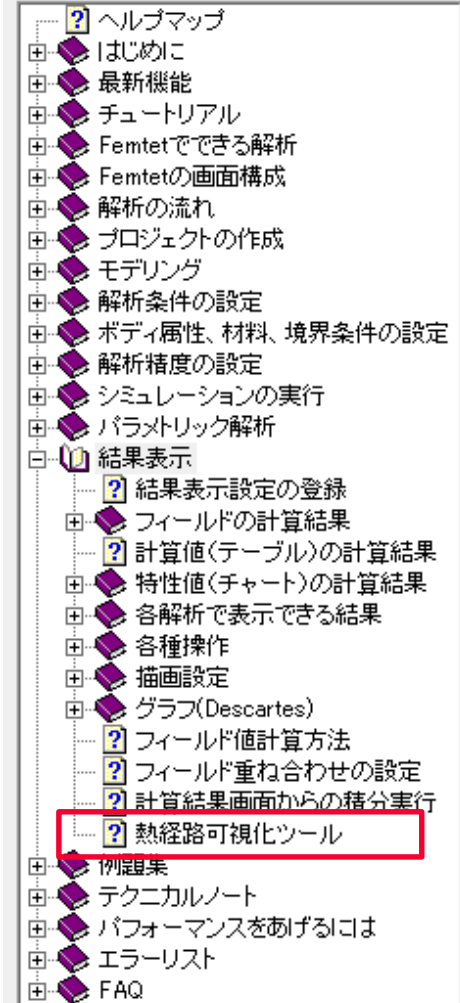 ヘルプマップ
はじめに
最新機能
チュートリアル
Femtetでできる解析
Femtetの画面構成
解析の流れ
プロジェクトの作成
モデリング
解析条件の設定
ボディ属性、材料、境界条件の設定
解析精度の設定
シミュレーションの実行
パラメトリック解析
結果表示
結果表示設定の登録
フィールドの計算結果
計算値(テーブル)の計算結果
特性値(チャート)の計算結果
各解析で表示できる結果
各種操作
描画設定
グラフ(Descartes)
フィールド値計算方法
フィールド重ね合わせの設定
計算結果画面からの積分実行
熱経路可視化ツール
例題集
テクニカルノート
パフォーマンスをあげるには
エラーリスト
FAQ